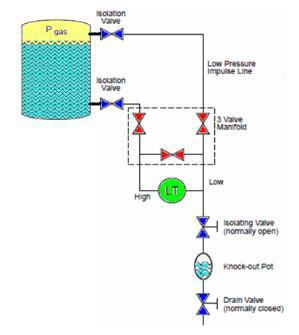 Isolation
Valve
P gas
Low Pressure
Impulse Line
Isolation
Valve
3 Valve
Manifold
LT
High
Low
Isolating Valve
(normally open)
Knock-out Pot
Drain Valve
(normally closed)